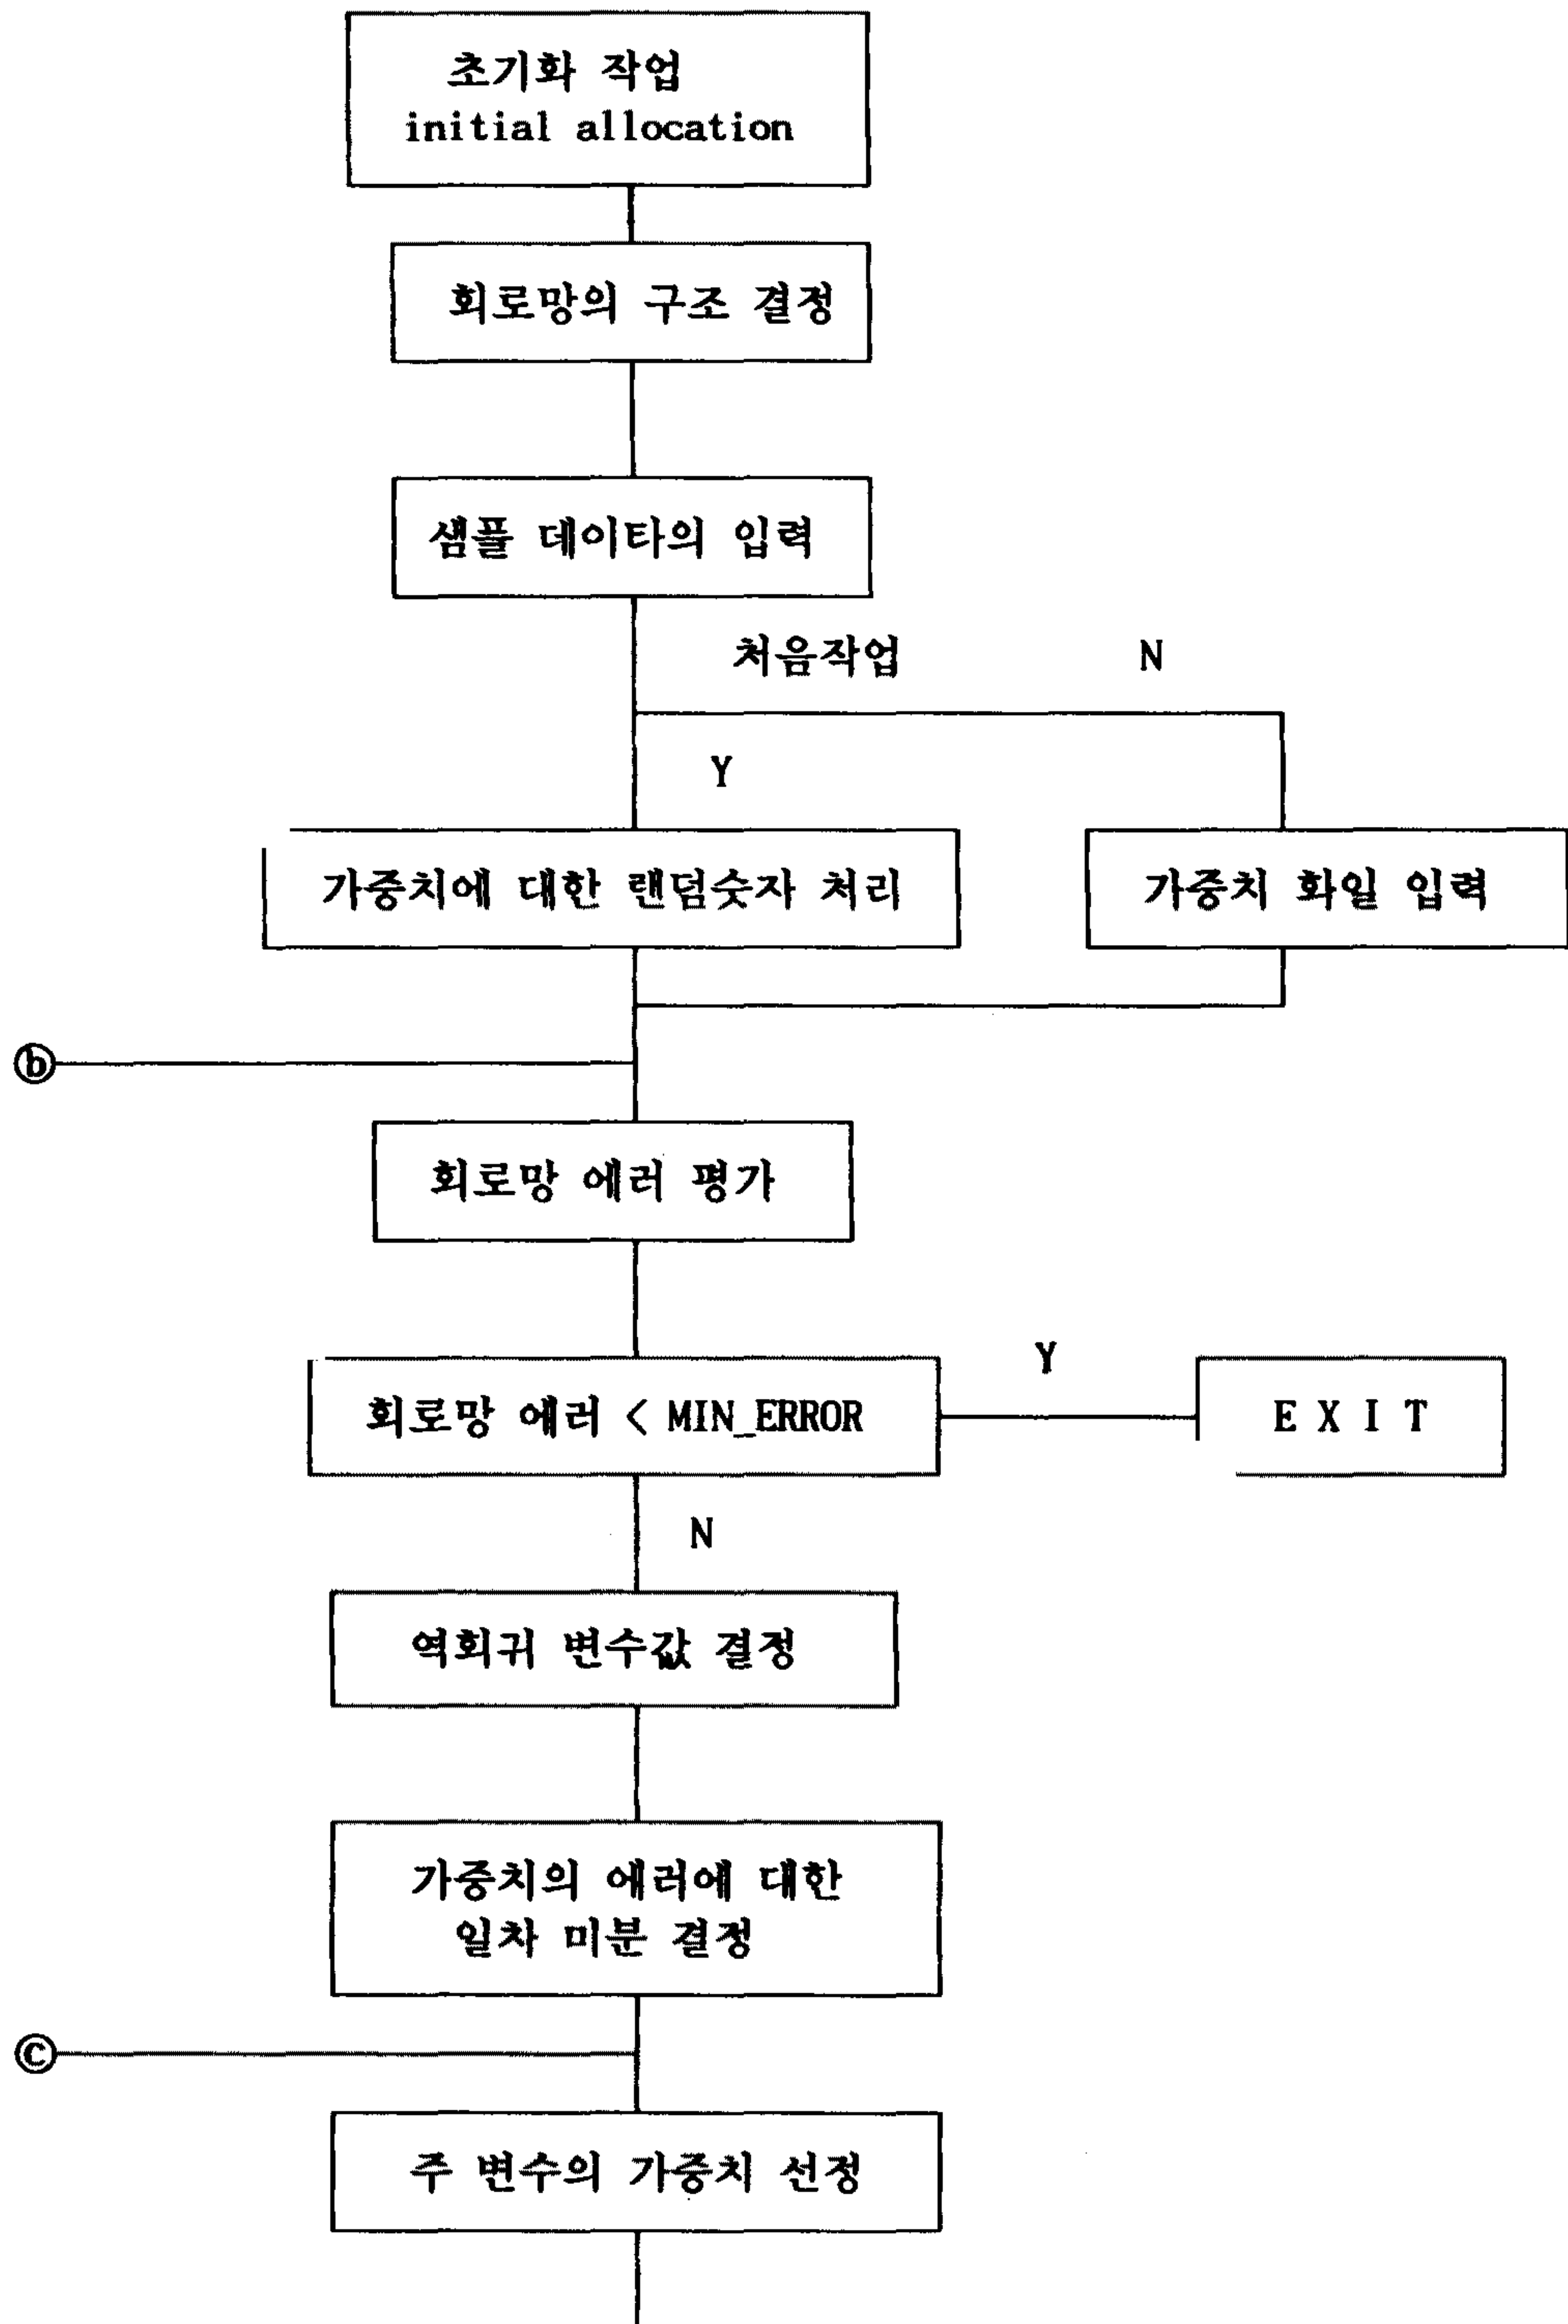 초기화 작업
initial allocation
회로망의 구조 결정
샘플 데이타의 입력
처음작업 N
Y
가중치에 대한 랜덤숫자 처리
가중치 화일 입력
ⓑ
회로망 에러 평가
Y
회로망 에러 < MIN_ERROR
E X I T
N
역회귀 변수값 결정
가중치의 에러에 대한
일차 미분 결정
ⓒ
주 변수의 가중치 선정